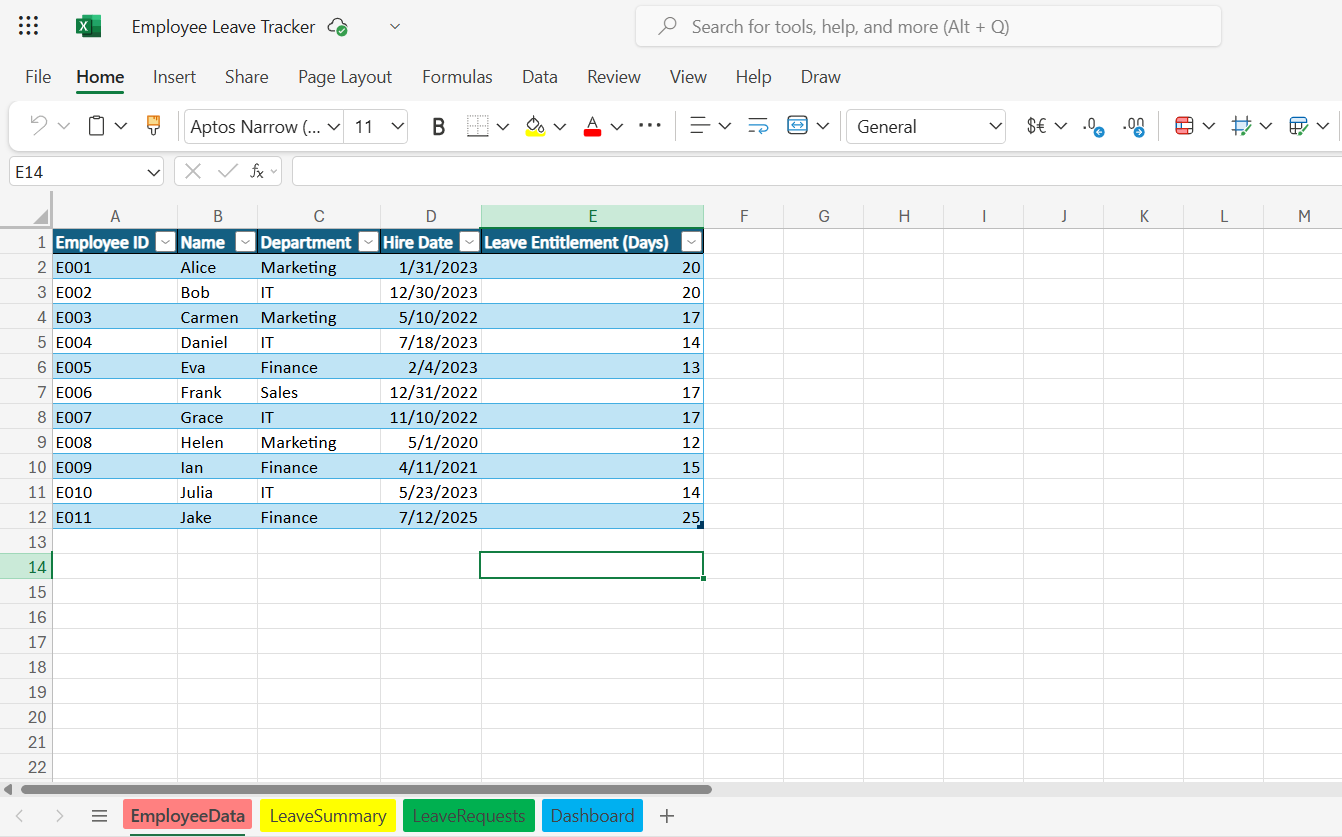 Employee Leave Tracker Search for tools, help, and more (Alt + Q)
File Home Insert Share Page Layout Formulas Data Review View Help Draw
Aptos Narrow (... 11 B A General $€ .0 .00
E14 fx
A B C D E F G H I J K L M
1 Employee ID Name Department Hire Date Leave Entitlement (Days)
2 E001 Alice Marketing 1/31/2023 20
3 E002 Bob IT 12/30/2023 20
4 E003 Carmen Marketing 5/10/2022 17
5 E004 Daniel IT 7/18/2023 14
6 E005 Eva Finance 2/4/2023 13
7 E006 Frank Sales 12/31/2022 17
8 E007 Grace IT 11/10/2022 17
9 E008 Helen Marketing 5/1/2020 12
10 E009 Ian Finance 4/11/2021 15
11 E010 Julia IT 5/23/2023 14
12 E011 Jake Finance 7/12/2025 25
13
14
15
16
17
18
19
20
21
22
EmployeeData LeaveSummary LeaveRequests Dashboard